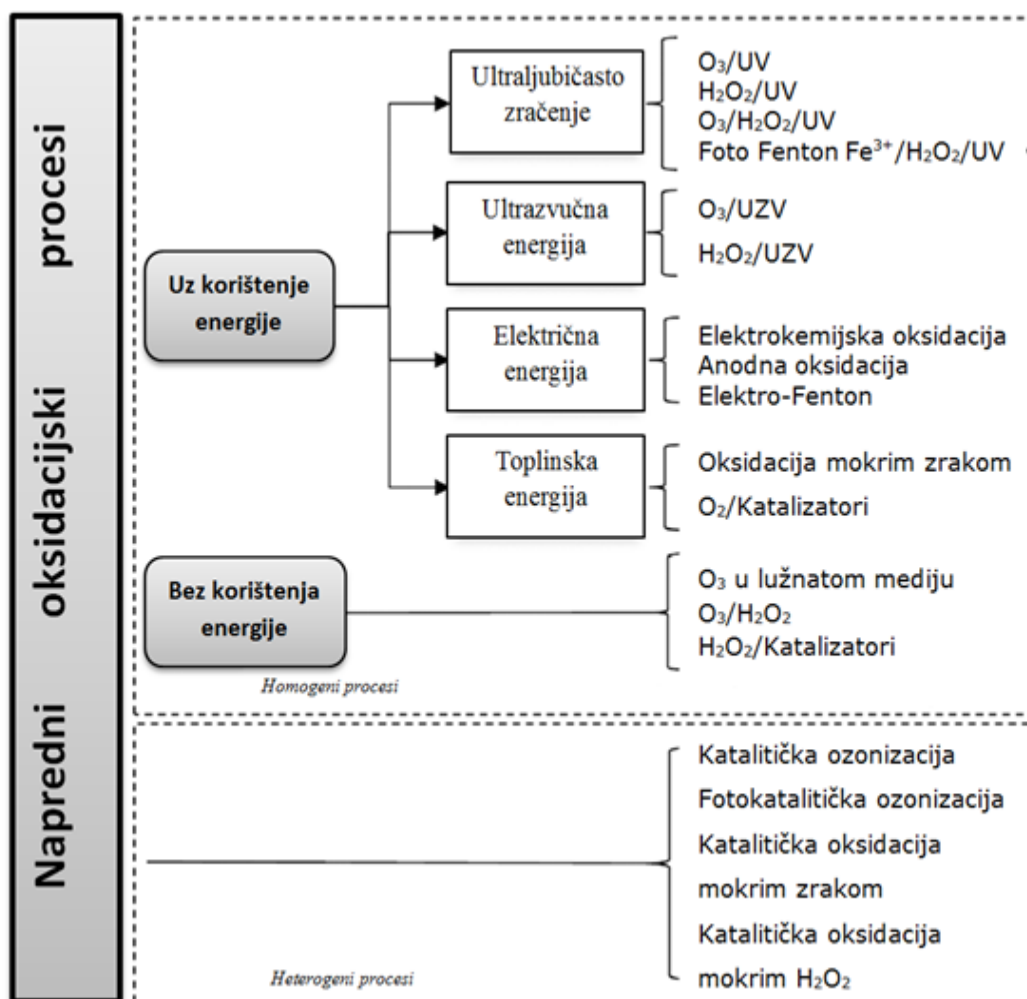 Napredni oksidacijski procesi
Uz korištenje
energije
Ultraljubičasto
zračenje
O₃/UV
H₂O₂/UV
O₃/H₂O₂/UV
Foto Fenton Fe³⁺/H₂O₂/UV
Ultrazvučna
energija
O₃/UZV
H₂O₂/UZV
Električna
energija
Elektrokemijska oksidacija
Anodna oksidacija
Elektro-Fenton
Toplinska
energija
Oksidacija mokrim zrakom
O₂/Katalizatori
Bez korištenja
energije
O₃ u lužnatom mediju
O₃/H₂O₂
H₂O₂/Katalizatori
Homogeni procesi
Katalitička ozonizacija
Fotokatalitička ozonizacija
Katalitička oksidacija
mokrim zrakom
Katalitička oksidacija
mokrim H₂O₂
Heterogeni procesi